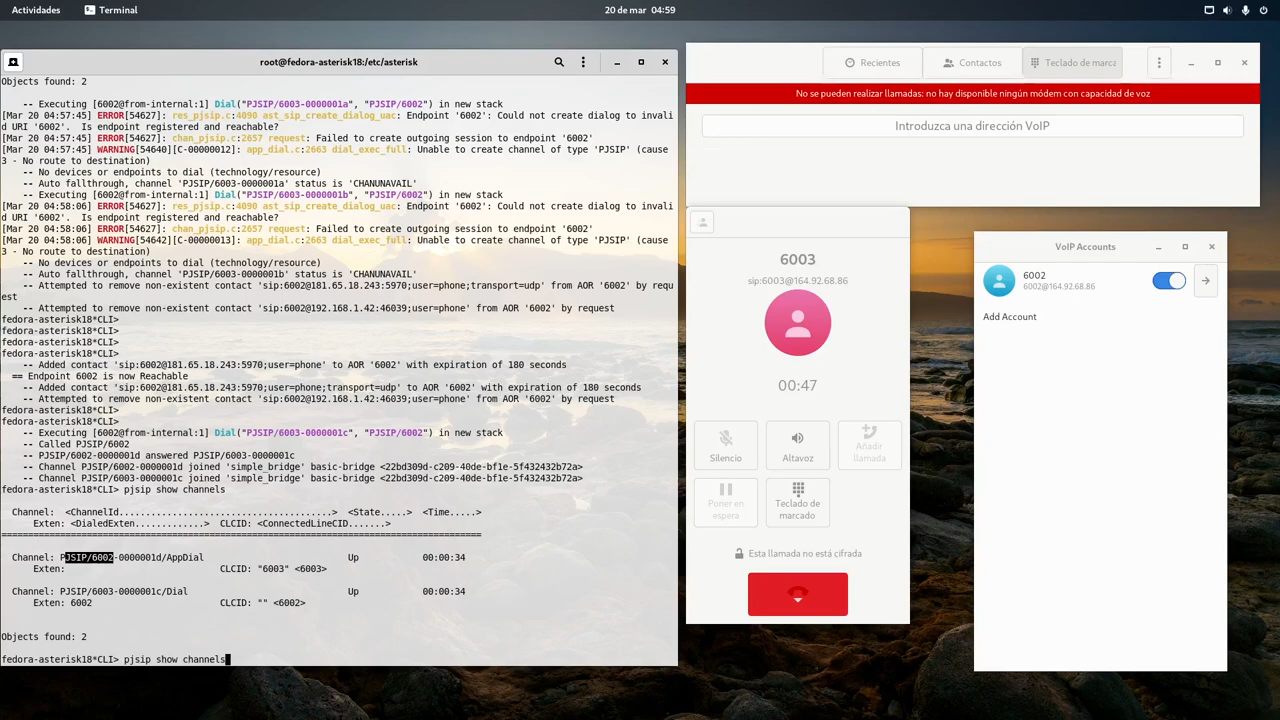 Actividades
Terminal
20 de mar 04:59
root@fedora-asterisk18:/etc/asterisk
Objects found: 2
-- Executing [6002@from-internal:1] Dial("PJSIP/6003-0000001a", "PJSIP/6002") in new stack
[Mar 20 04:57:45] ERROR[54627]: res_pjsip.c:4090 ast_sip_create_dialog_uac: Endpoint '6002': Could not create dialog to invali
d URI '6002'.  Is endpoint registered and reachable?
[Mar 20 04:57:45] ERROR[54627]: chan_pjsip.c:2657 request: Failed to create outgoing session to endpoint '6002'
[Mar 20 04:57:45] WARNING[54640][C-00000012]: app_dial.c:2663 dial_exec_full: Unable to create channel of type 'PJSIP' (cause
3 - No route to destination)
-- No devices or endpoints to dial (technology/resource)
-- Auto fallthrough, channel 'PJSIP/6003-0000001a' status is 'CHANUNAVAIL'
-- Executing [6002@from-internal:1] Dial("PJSIP/6003-0000001b", "PJSIP/6002") in new stack
[Mar 20 04:58:06] ERROR[54627]: res_pjsip.c:4090 ast_sip_create_dialog_uac: Endpoint '6002': Could not create dialog to invali
d URI '6002'.  Is endpoint registered and reachable?
[Mar 20 04:58:06] ERROR[54627]: chan_pjsip.c:2657 request: Failed to create outgoing session to endpoint '6002'
[Mar 20 04:58:06] WARNING[54642][C-00000013]: app_dial.c:2663 dial_exec_full: Unable to create channel of type 'PJSIP' (cause
3 - No route to destination)
-- No devices or endpoints to dial (technology/resource)
-- Auto fallthrough, channel 'PJSIP/6003-0000001b' status is 'CHANUNAVAIL'
-- Attempted to remove non-existent contact 'sip:6002@181.65.18.243:5970;user=phone;transport=udp' from AOR '6002' by requ
est
-- Attempted to remove non-existent contact 'sip:6002@192.168.1.42:46039;user=phone' from AOR '6002' by request
fedora-asterisk18*CLI>
fedora-asterisk18*CLI>
fedora-asterisk18*CLI>
fedora-asterisk18*CLI>
-- Added contact 'sip:6002@181.65.18.243:5970;user=phone' to AOR '6002' with expiration of 180 seconds
== Endpoint 6002 is now Reachable
-- Added contact 'sip:6002@181.65.18.243:5970;user=phone;transport=udp' to AOR '6002' with expiration of 180 seconds
-- Attempted to remove non-existent contact 'sip:6002@192.168.1.42:46039;user=phone' from AOR '6002' by request
fedora-asterisk18*CLI>
fedora-asterisk18*CLI>
-- Executing [6002@from-internal:1] Dial("PJSIP/6003-0000001c", "PJSIP/6002") in new stack
-- Called PJSIP/6002
-- PJSIP/6002-0000001d answered PJSIP/6003-0000001c
-- Channel PJSIP/6002-0000001d joined 'simple_bridge' basic-bridge <22bd309d-c209-40de-bf1e-5f432432b72a>
-- Channel PJSIP/6003-0000001c joined 'simple_bridge' basic-bridge <22bd309d-c209-40de-bf1e-5f432432b72a>
fedora-asterisk18*CLI> pjsip show channels
Channel:  <ChannelId........................................>  <State.....>  <Time.....>
Exten: <DialedExten.............>  CLCID: <ConnectedLineCID.......>
==========================================================================================
Channel: PJSIP/6002-0000001d/AppDial Up 00:00:34
Exten: CLCID: "6003" <6003>
Channel: PJSIP/6003-0000001c/Dial Up 00:00:34
Exten: 6002 CLCID: "" <6002>
Objects found: 2
fedora-asterisk18*CLI> pjsip show channels
Recientes
Contactos
Teclado de marca
No se pueden realizar llamadas: no hay disponible ningún módem con capacidad de voz
Introduzca una dirección VoIP
6003
sip:6003@164.92.68.86
00:47
Silencio
Altavoz
Añadir
llamada
Poner en
espera
Teclado de
marcado
Esta llamada no está cifrada
VoIP Accounts
6002
6002@164.92.68.86
Add Account